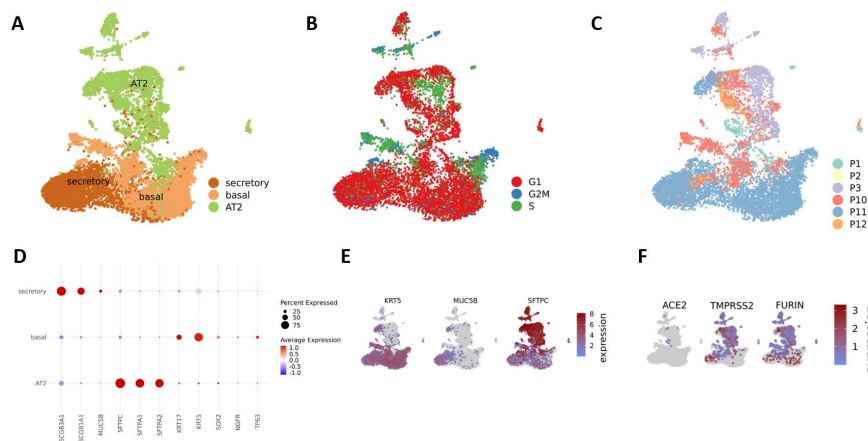 A
AT2
secretory
basal
secretory
basal
AT2
B
G1
G2M
S
C
P1
P2
P3
P10
P11
P12
D
secretory
basal
AT2
SCGB3A1
SCGB1A1
MUC5B
SFTPC
SFTPA1
SFTPA2
KRT17
KRT5
SOX2
NGFR
TP63
Percent Expressed
25
50
75
Average Expression
1.0
0.5
0.0
-0.5
-1.0
E
KRT5
MUC5B
SFTPC
8
6
4
2
expression
F
ACE2
TMPRSS2
FURIN
3
2
1